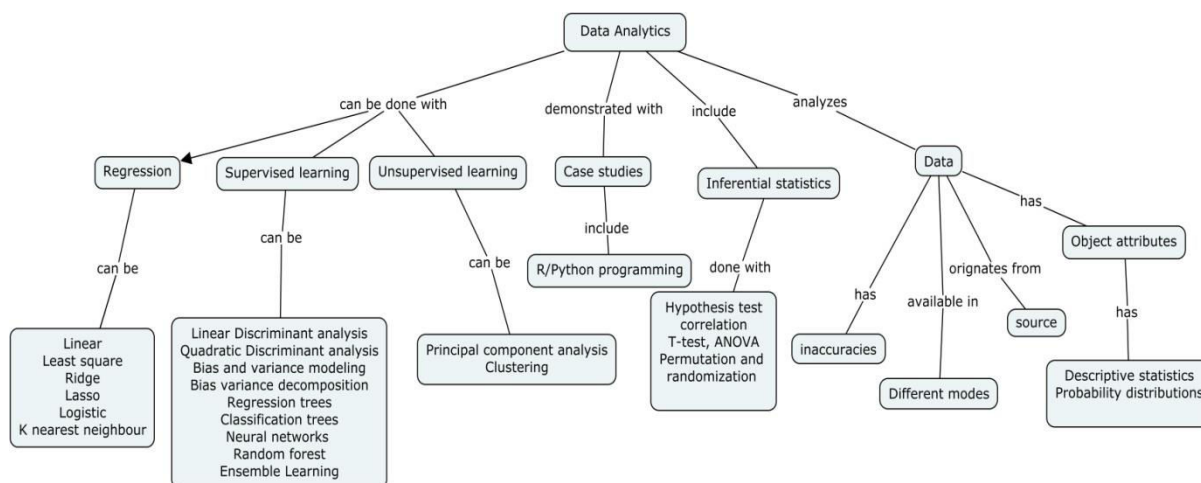 Data Analytics
can be done with
demonstrated with
include
analyzes
Regression
Supervised learning
Unsupervised learning
Case studies
Inferential statistics
Data
can be
can be
can be
include
done with
has
available in
orignates from
has
Object attributes
Linear
Least square
Ridge
Lasso
Logistic
K nearest neighbour
Linear Discriminant analysis
Quadratic Discriminant analysis
Bias and variance modeling
Bias variance decomposition
Regression trees
Classification trees
Neural networks
Random forest
Ensemble Learning
Principal component analysis
Clustering
R/Python programming
Hypothesis test
correlation
T-test, ANOVA
Permutation and
randomization
inaccuracies
Different modes
source
has
Descriptive statistics
Probability distributions